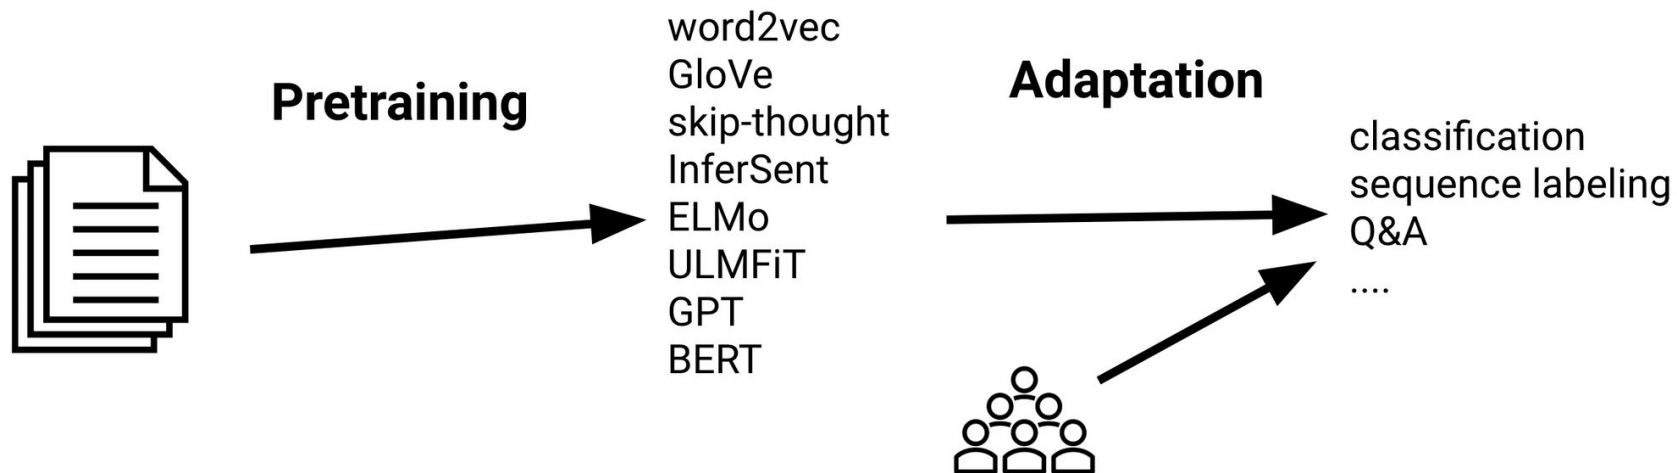 Pretraining
word2vec
GloVe
skip-thought
InferSent
ELMo
ULMFiT
GPT
BERT
Adaptation
classification
sequence labeling
Q&A
....